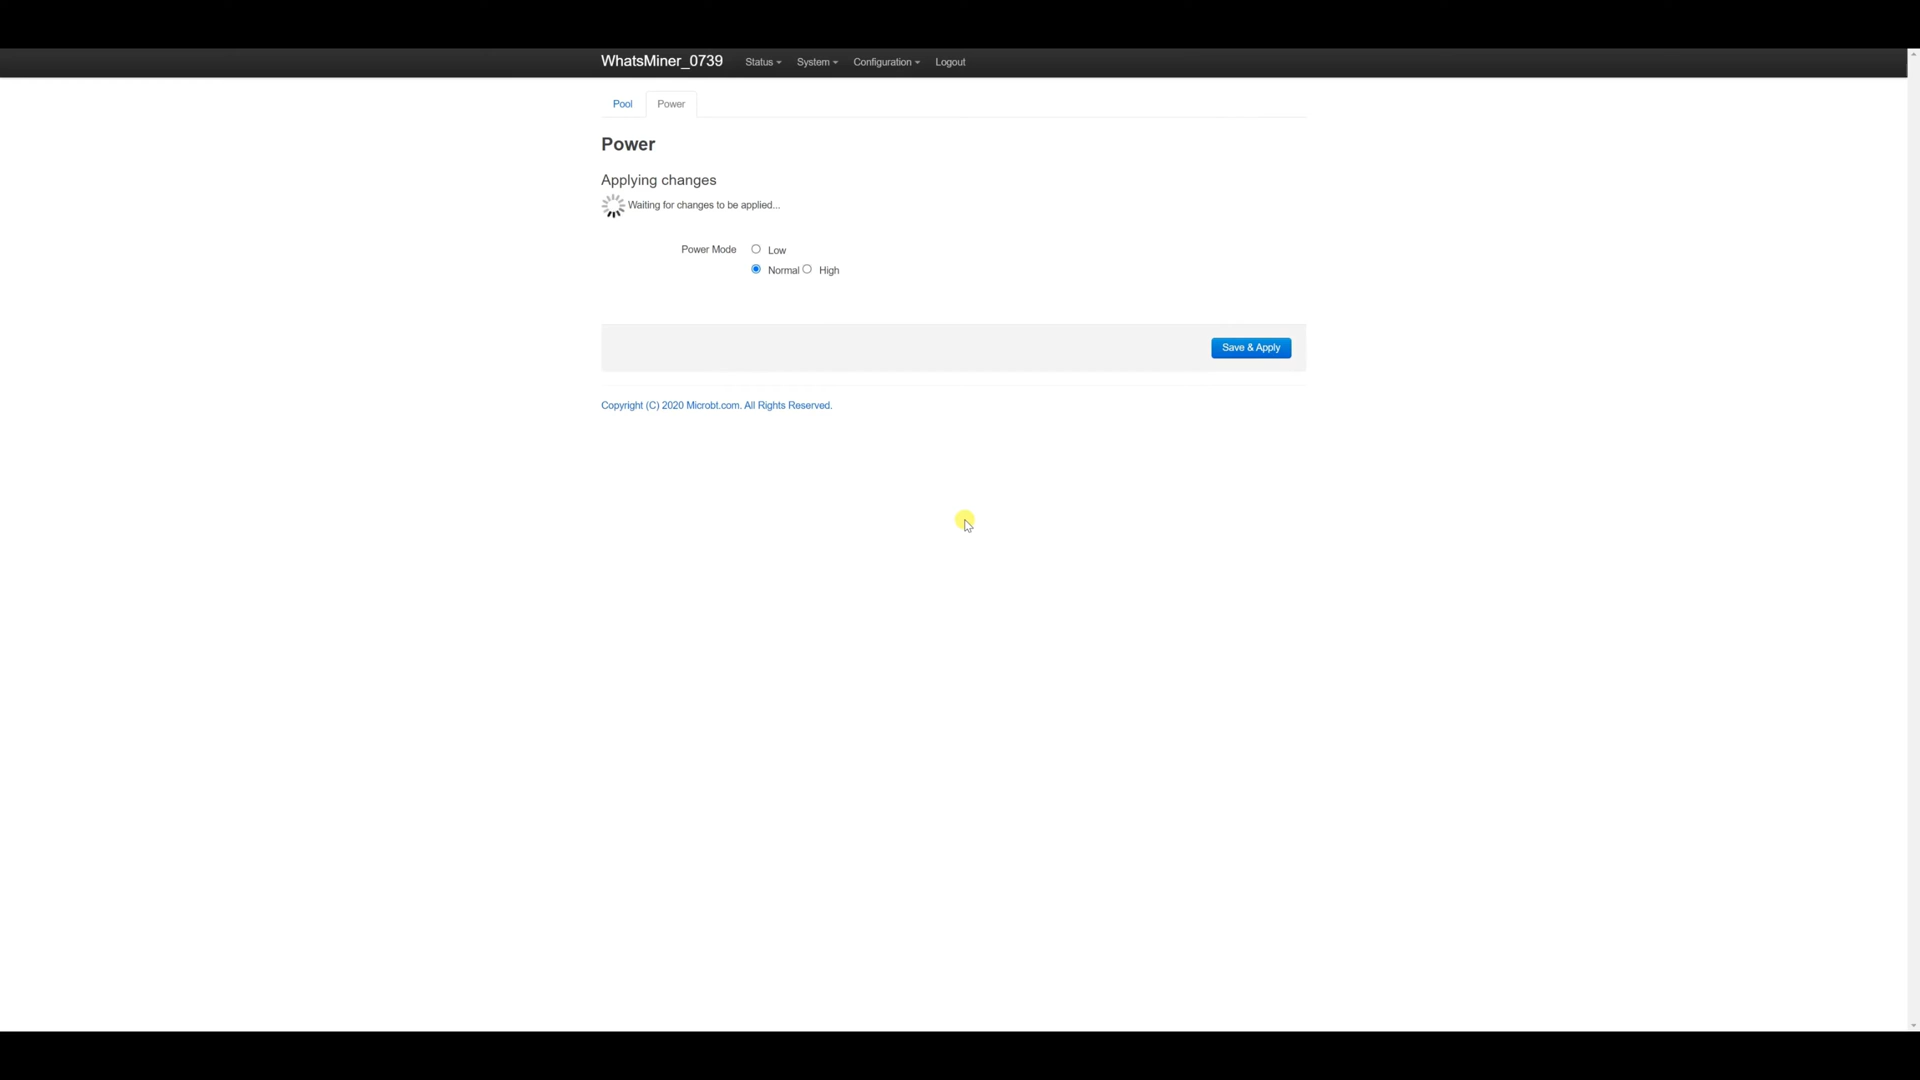 WhatsMiner_0739 Status System Configuration Logout
Pool Power
Power
Applying changes
Waiting for changes to be applied...
Power Mode Low
Normal High
Save & Apply
Copyright (C) 2020 Microbt.com. All Rights Reserved.